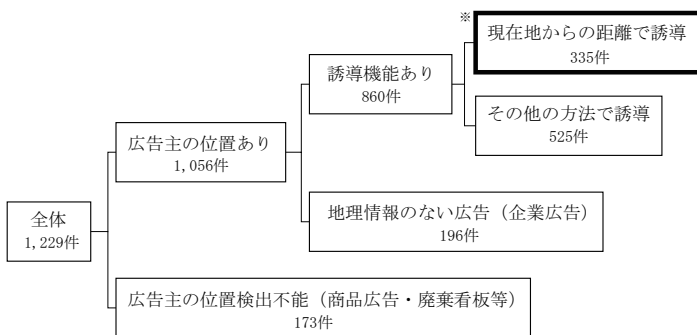 ※
現在地からの距離で誘導
335件
誘導機能あり
860件
その他の方法で誘導
525件
広告主の位置あり
1,056件
全体
1,229件
地理情報のない広告（企業広告）
196件
広告主の位置検出不能（商品広告・廃棄看板等）
173件